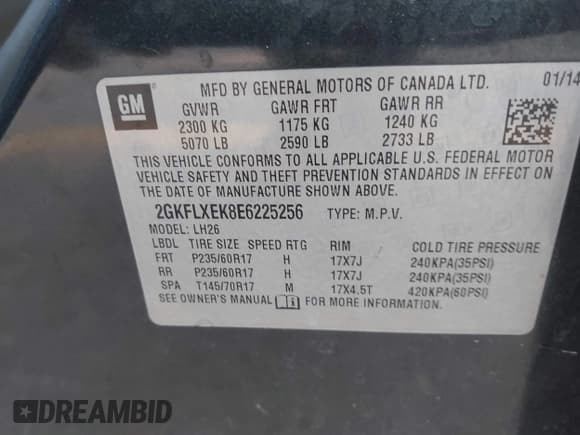 GM
MFD BY GENERAL MOTORS OF CANADA LTD. 01/14
GVWR GAWR FRT GAWR RR
2300 KG 1175 KG 1240 KG
5070 LB 2590 LB 2733 LB
THIS VEHICLE CONFORMS TO ALL APPLICABLE U.S. FEDERAL MOTOR
VEHICLE SAFETY AND THEFT PREVENTION STANDARDS IN EFFECT ON
THE DATE OF MANUFACTURE SHOWN ABOVE.
2GKFLXEK8E6225256 TYPE: M.P.V.
MODEL: LH26
LBDL TIRE SIZE SPEED RTG RIM COLD TIRE PRESSURE
FRT P235/60R17 H 17X7J 240KPA(35PSI)
RR P235/60R17 H 17X7J 240KPA(35PSI)
SPA T145/70R17 M 17X4.5T 420KPA(60PSI)
SEE OWNER'S MANUAL FOR MORE INFORMATION.
DREAMBID